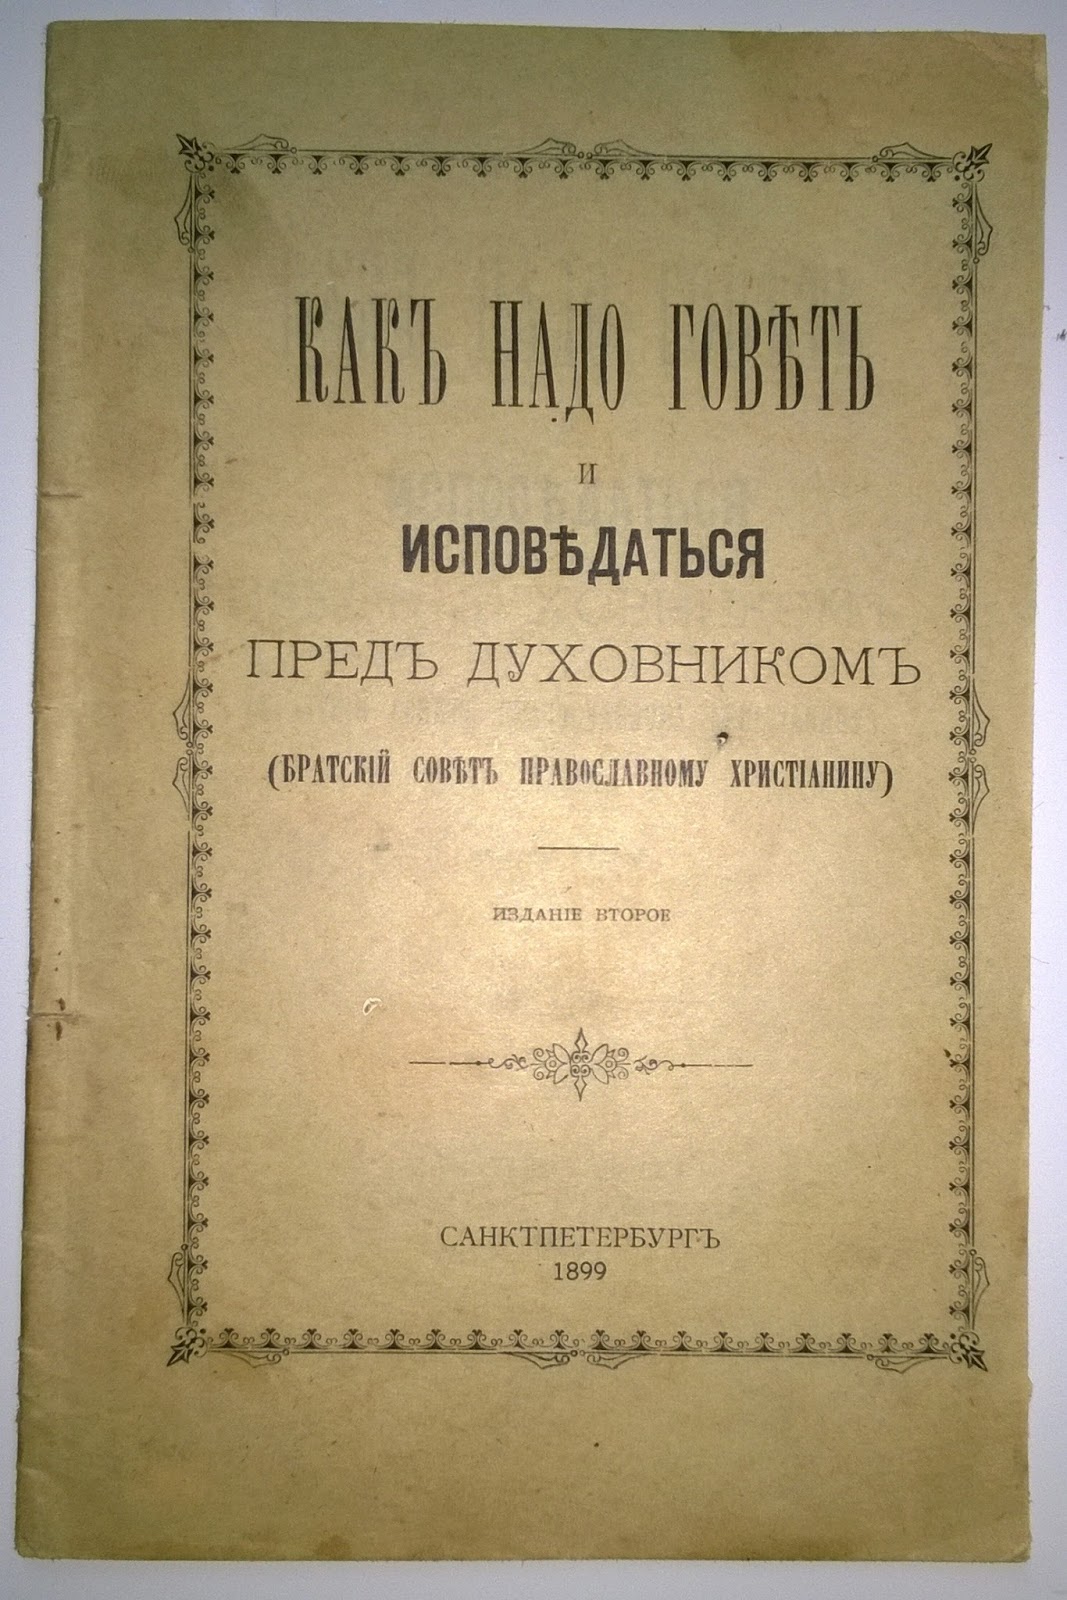 КАКЪ НАДО ГОВѢТЬ
И
ИСПОВѢДАТЬСЯ
ПРЕДЪ ДУХОВНИКОМЪ
(БРАТСКІЙ СОВѢТЪ ПРАВОСЛАВНОМУ ХРИСТІАНИНУ)
ИЗДАНІЕ ВТОРОЕ
САНКТПЕТЕРБУРГЪ
1899